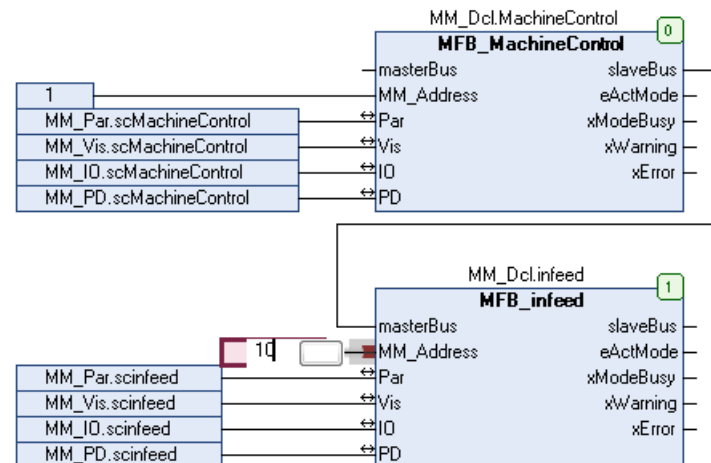 MM_Dcl.MachineControl
0
MFB_MachineControl
masterBus slaveBus
1 MM_Address eActMode
MM_Par.scMachineControl Par xModeBusy
MM_Vis.scMachineControl Vis xWarning
MM_IO.scMachineControl IO xError
MM_PD.scMachineControl PD
MM_Dcl.infeed
1
MFB_infeed
masterBus slaveBus
10 MM_Address eActMode
MM_Par.scinfeed Par xModeBusy
MM_Vis.scinfeed Vis xWarning
MM_IO.scinfeed IO xError
MM_PD.scinfeed PD